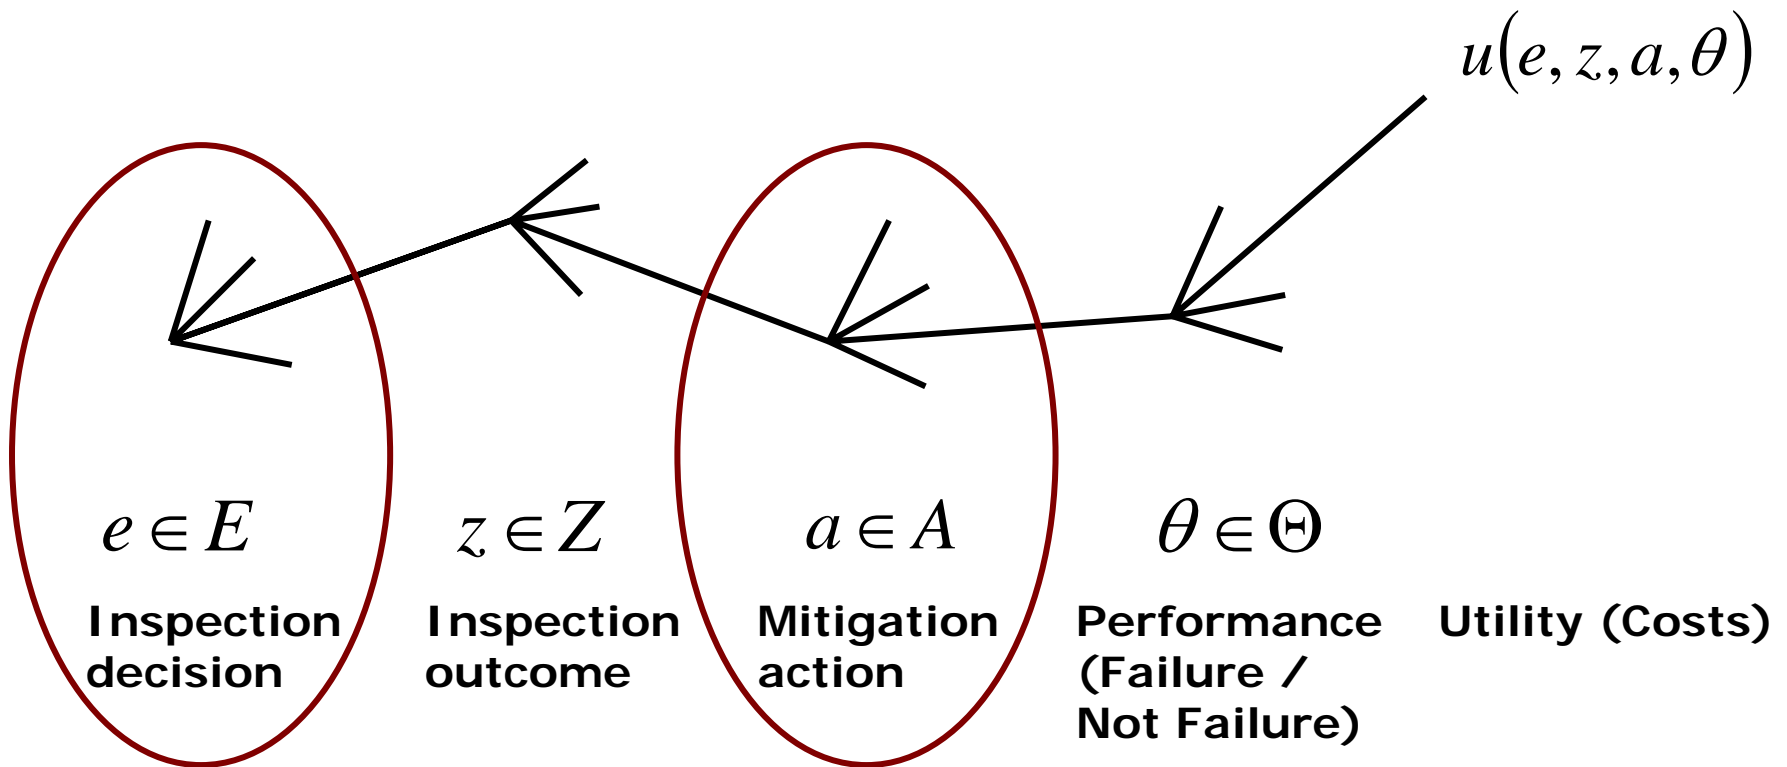 u(e, z, a, θ)
e ∈ E
z ∈ Z
a ∈ A
θ ∈ Θ
Inspection
decision
Inspection
outcome
Mitigation
action
Performance
(Failure /
Not Failure)
Utility (Costs)